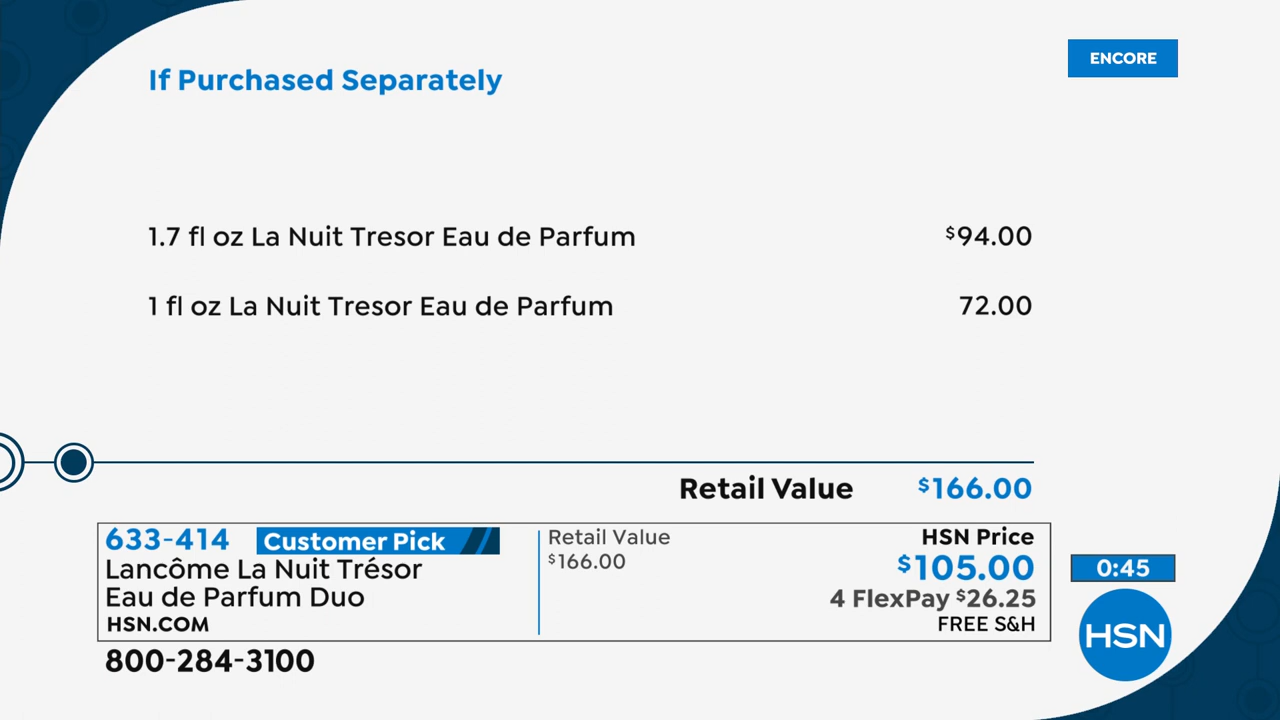 If Purchased Separately
ENCORE
1.7 fl oz La Nuit Tresor Eau de Parfum $94.00
1 fl oz La Nuit Tresor Eau de Parfum 72.00
Retail Value $166.00
633-414 Customer Pick
Lancôme La Nuit Trésor
Eau de Parfum Duo
HSN.COM
Retail Value
$166.00
HSN Price
$105.00
4 FlexPay $26.25
FREE S&H
0:45
HSN
800-284-3100